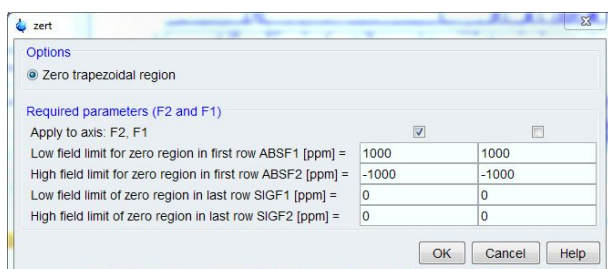 zert
Options
Zero trapezoidal region
Required parameters (F2 and F1)
Apply to axis: F2, F1
Low field limit for zero region in first row ABSF1 [ppm] = 1000 1000
High field limit for zero region in first row ABSF2 [ppm] = -1000 -1000
Low field limit of zero region in last row SIGF1 [ppm] = 0 0
High field limit of zero region in last row SIGF2 [ppm] = 0 0
OK Cancel Help